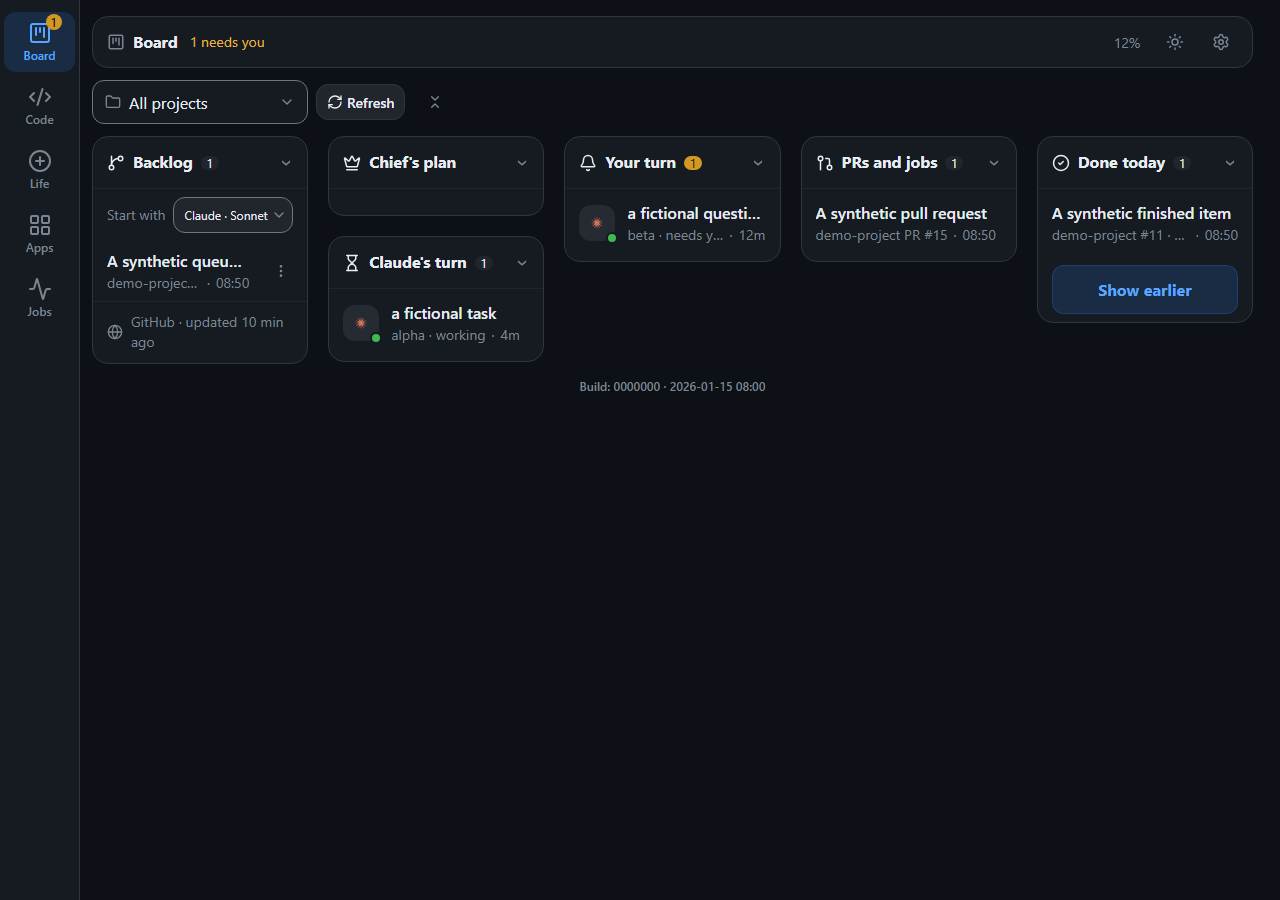 1
Board
Code
Life
Apps
Jobs
Board 1 needs you 12%
All projects Refresh
Backlog 1
Start with Claude · Sonnet
A synthetic queu...
demo-projec... · 08:50
GitHub · updated 10 min
ago
Chief's plan
Claude's turn 1
a fictional task
alpha · working · 4m
Your turn 1
a fictional questi...
beta · needs y... · 12m
PRs and jobs 1
A synthetic pull request
demo-project PR #15 · 08:50
Done today 1
A synthetic finished item
demo-project #11 · ... · 08:50
Show earlier
Build: 0000000 · 2026-01-15 08:00